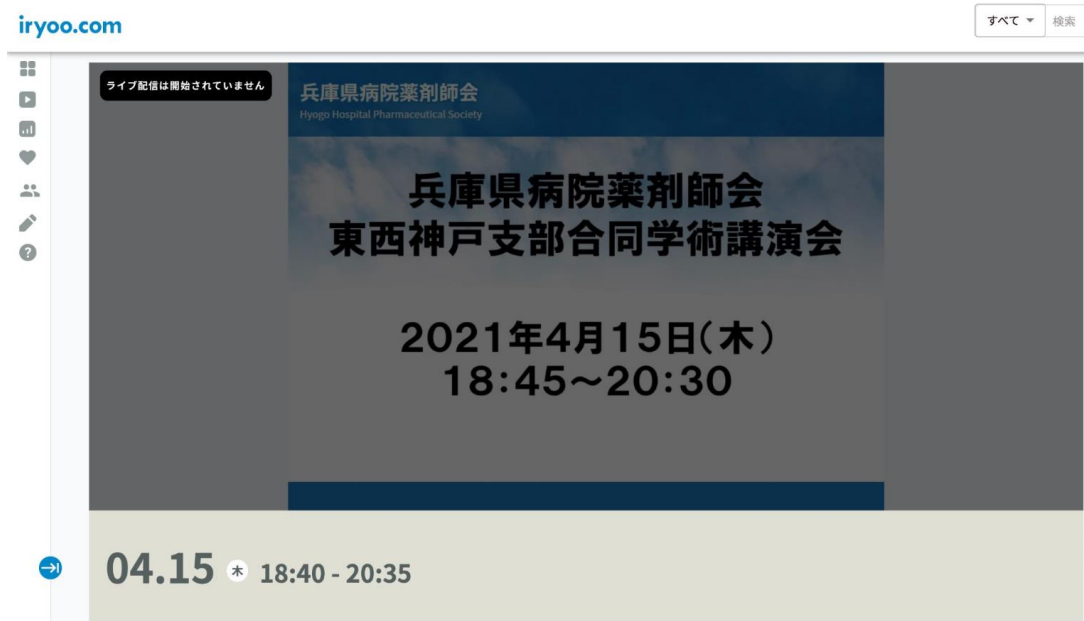 iryoo.com
すべて
検索
ライブ配信は開始されていません
兵庫県病院薬剤師会
Hyogo Hospital Pharmaceutical Society
兵庫県病院薬剤師会
東西神戸支部合同学術講演会
2021年4月15日(木)
18:45～20:30
04.15 木 18:40 - 20:35